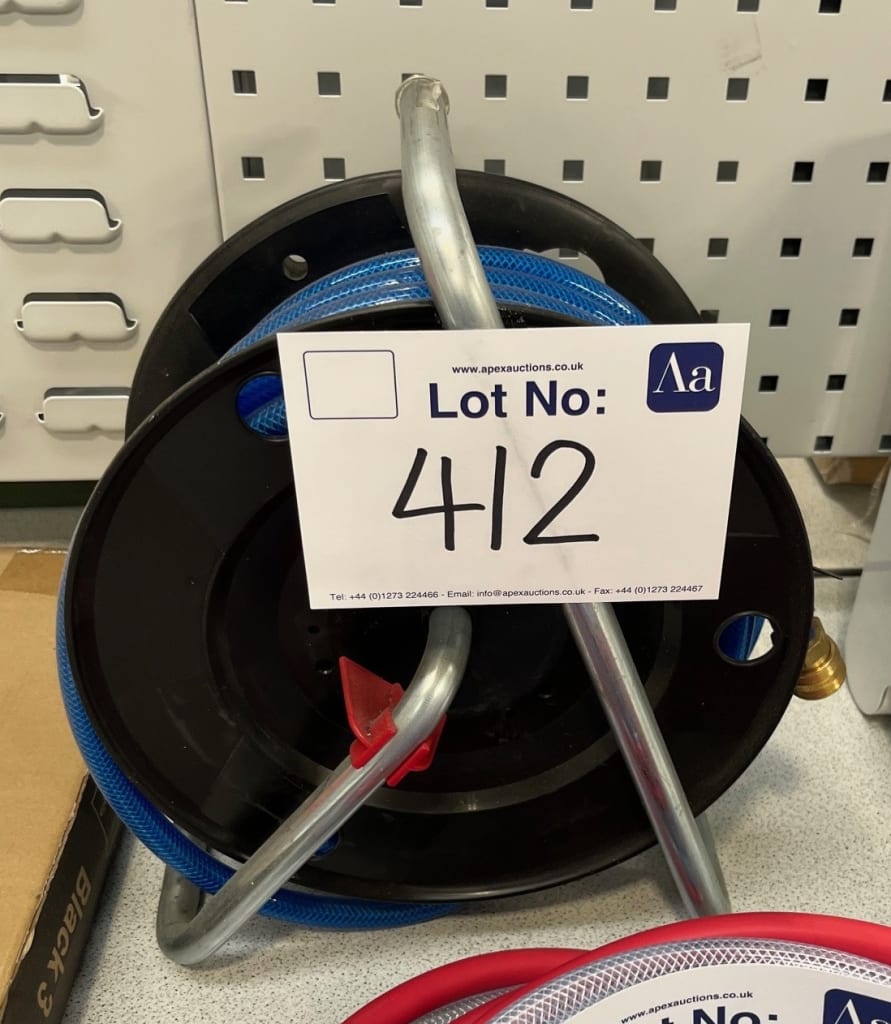 www.apexauctions.co.uk
Aa
Lot No:
412
Tel: +44 (0)1273 224466 - Email: info@apexauctions.co.uk - Fax: +44 (0)1273 224467
Black 3
www.apexauctions.co.uk
t No:
Aa